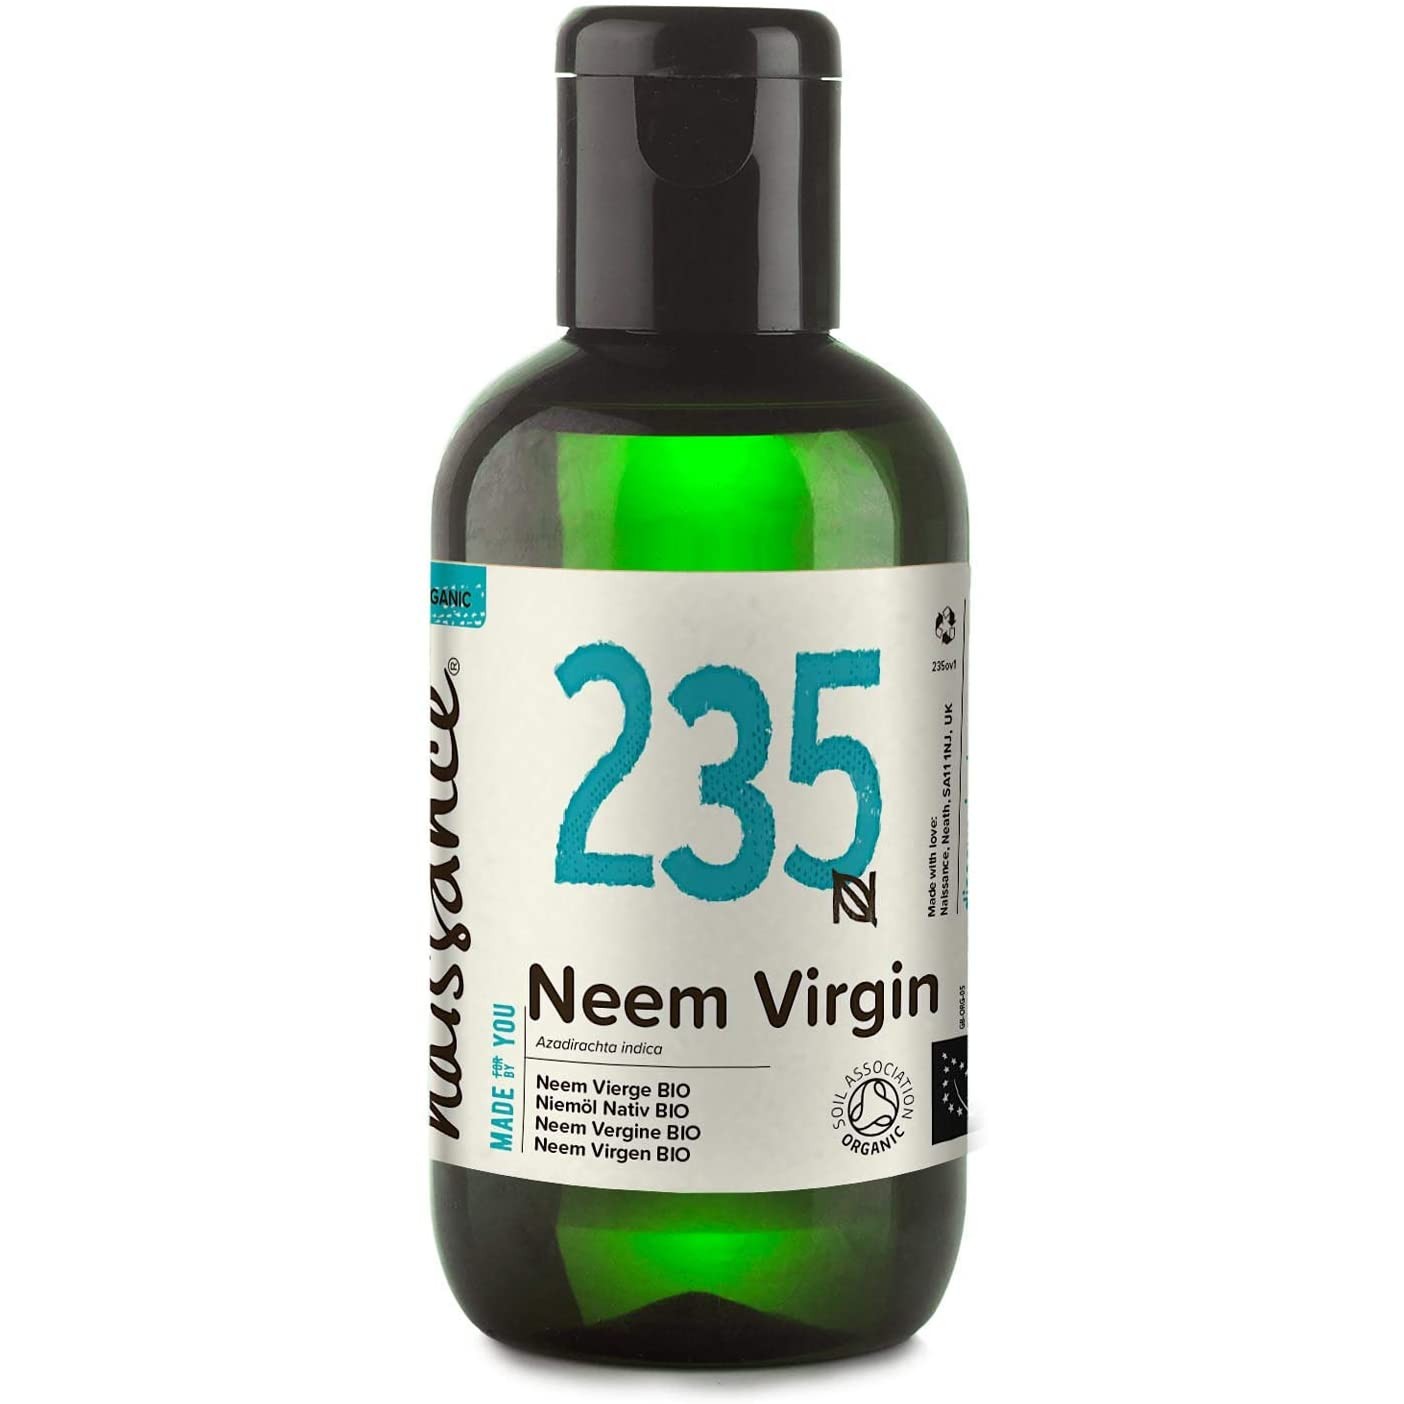 GANIC
naissance®
235
Neem Virgin
Azadirachta indica
Neem Vierge BIO
Niemöl Nativ BIO
Neem Vergine BIO
Neem Virgen BIO
MADE FOR BY YOU
SOIL ASSOCIATION
ORGANIC
235ov1
Made with love:
Naissance, Neath, SA11 1NJ, UK
GB-ORG-05